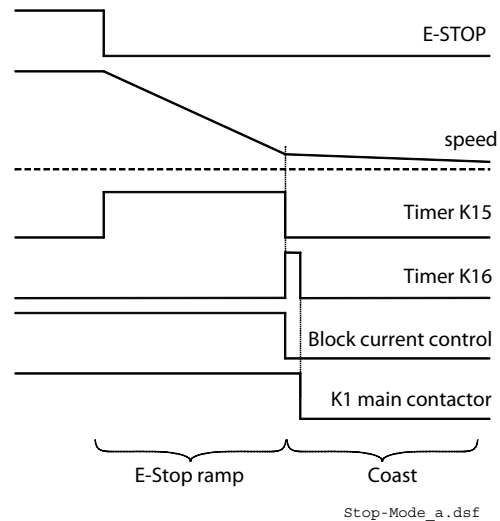 E-STOP
speed
Timer K15
Timer K16
Block current control
K1 main contactor
E-Stop ramp
Coast
Stop-Mode_a.dsf